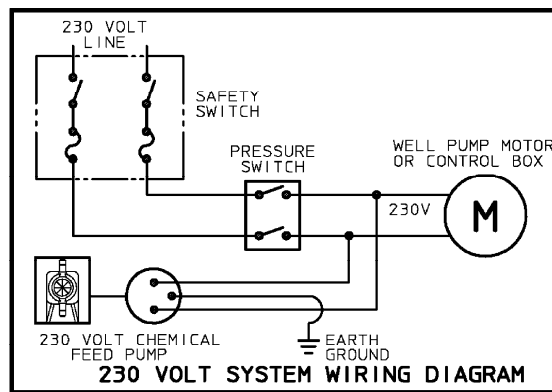 230 VOLT
LINE
SAFETY
SWITCH
PRESSURE
SWITCH
WELL PUMP MOTOR
OR CONTROL BOX
230V
M
230 VOLT CHEMICAL
FEED PUMP
EARTH
GROUND
230 VOLT SYSTEM WIRING DIAGRAM